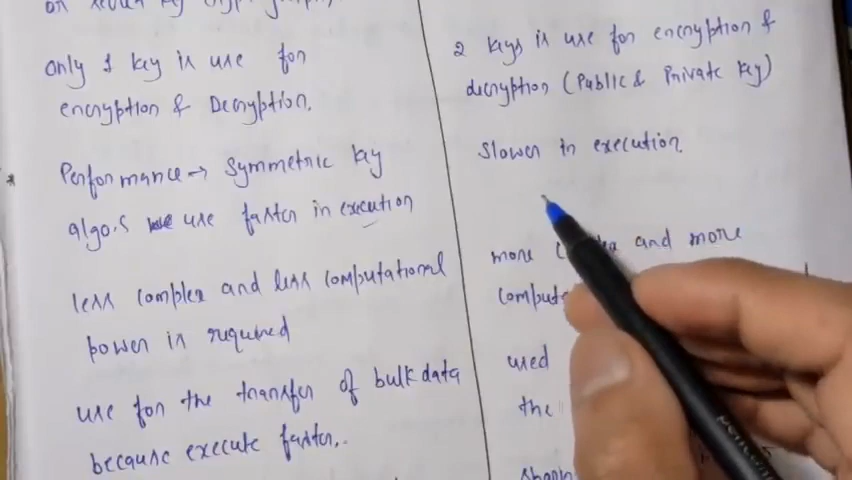 only 1 key is use for
encryption & Decryption.
Performance → Symmetric key
algo.s use faster in execution
less complex and less computational
power is required
use for the transfer of bulk data
because execute faster.
2 keys is use for encryption &
decryption (Public & Private key)
Slower in execution.
more and more
used
the